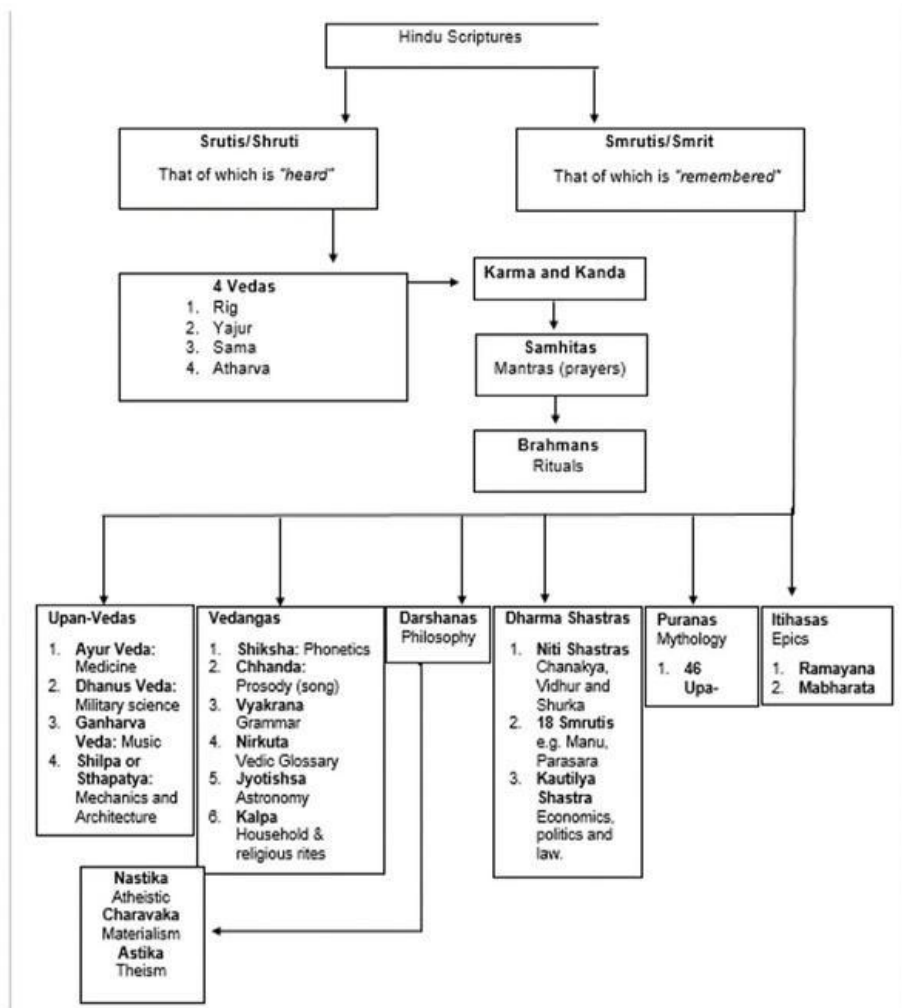 Hindu Scriptures
Srutis/Shruti
That of which is "heard"
Smrutis/Smrit
That of which is "remembered"
4 Vedas
1. Rig
2. Yajur
3. Sama
4. Atharva
Karma and Kanda
Samhitas
Mantras (prayers)
Brahmans
Rituals
Upan-Vedas
1. Ayur Veda:
Medicine
2. Dhanus Veda:
Military science
3. Ganharva
Veda: Music
4. Shilpa or
Sthapatya:
Mechanics and
Architecture
Vedangas
1. Shiksha: Phonetics
2. Chhanda:
Prosody (song)
3. Vyakrana
Grammar
4. Nirkuta
Vedic Glossary
5. Jyotishsa
Astronomy
6. Kalpa
Household &
religious rites
Darshanas
Philosophy
Dharma Shastras
1. Niti Shastras
Chanakya,
Vidhur and
Shurka
2. 18 Smrutis
e.g. Manu,
Parasara
3. Kautilya
Shastra
Economics,
politics and
law.
Puranas
Mythology
1. 46
Upa-
Itihasas
Epics
1. Ramayana
2. Mabharata
Nastika
Atheistic
Charavaka
Materialism
Astika
Theism